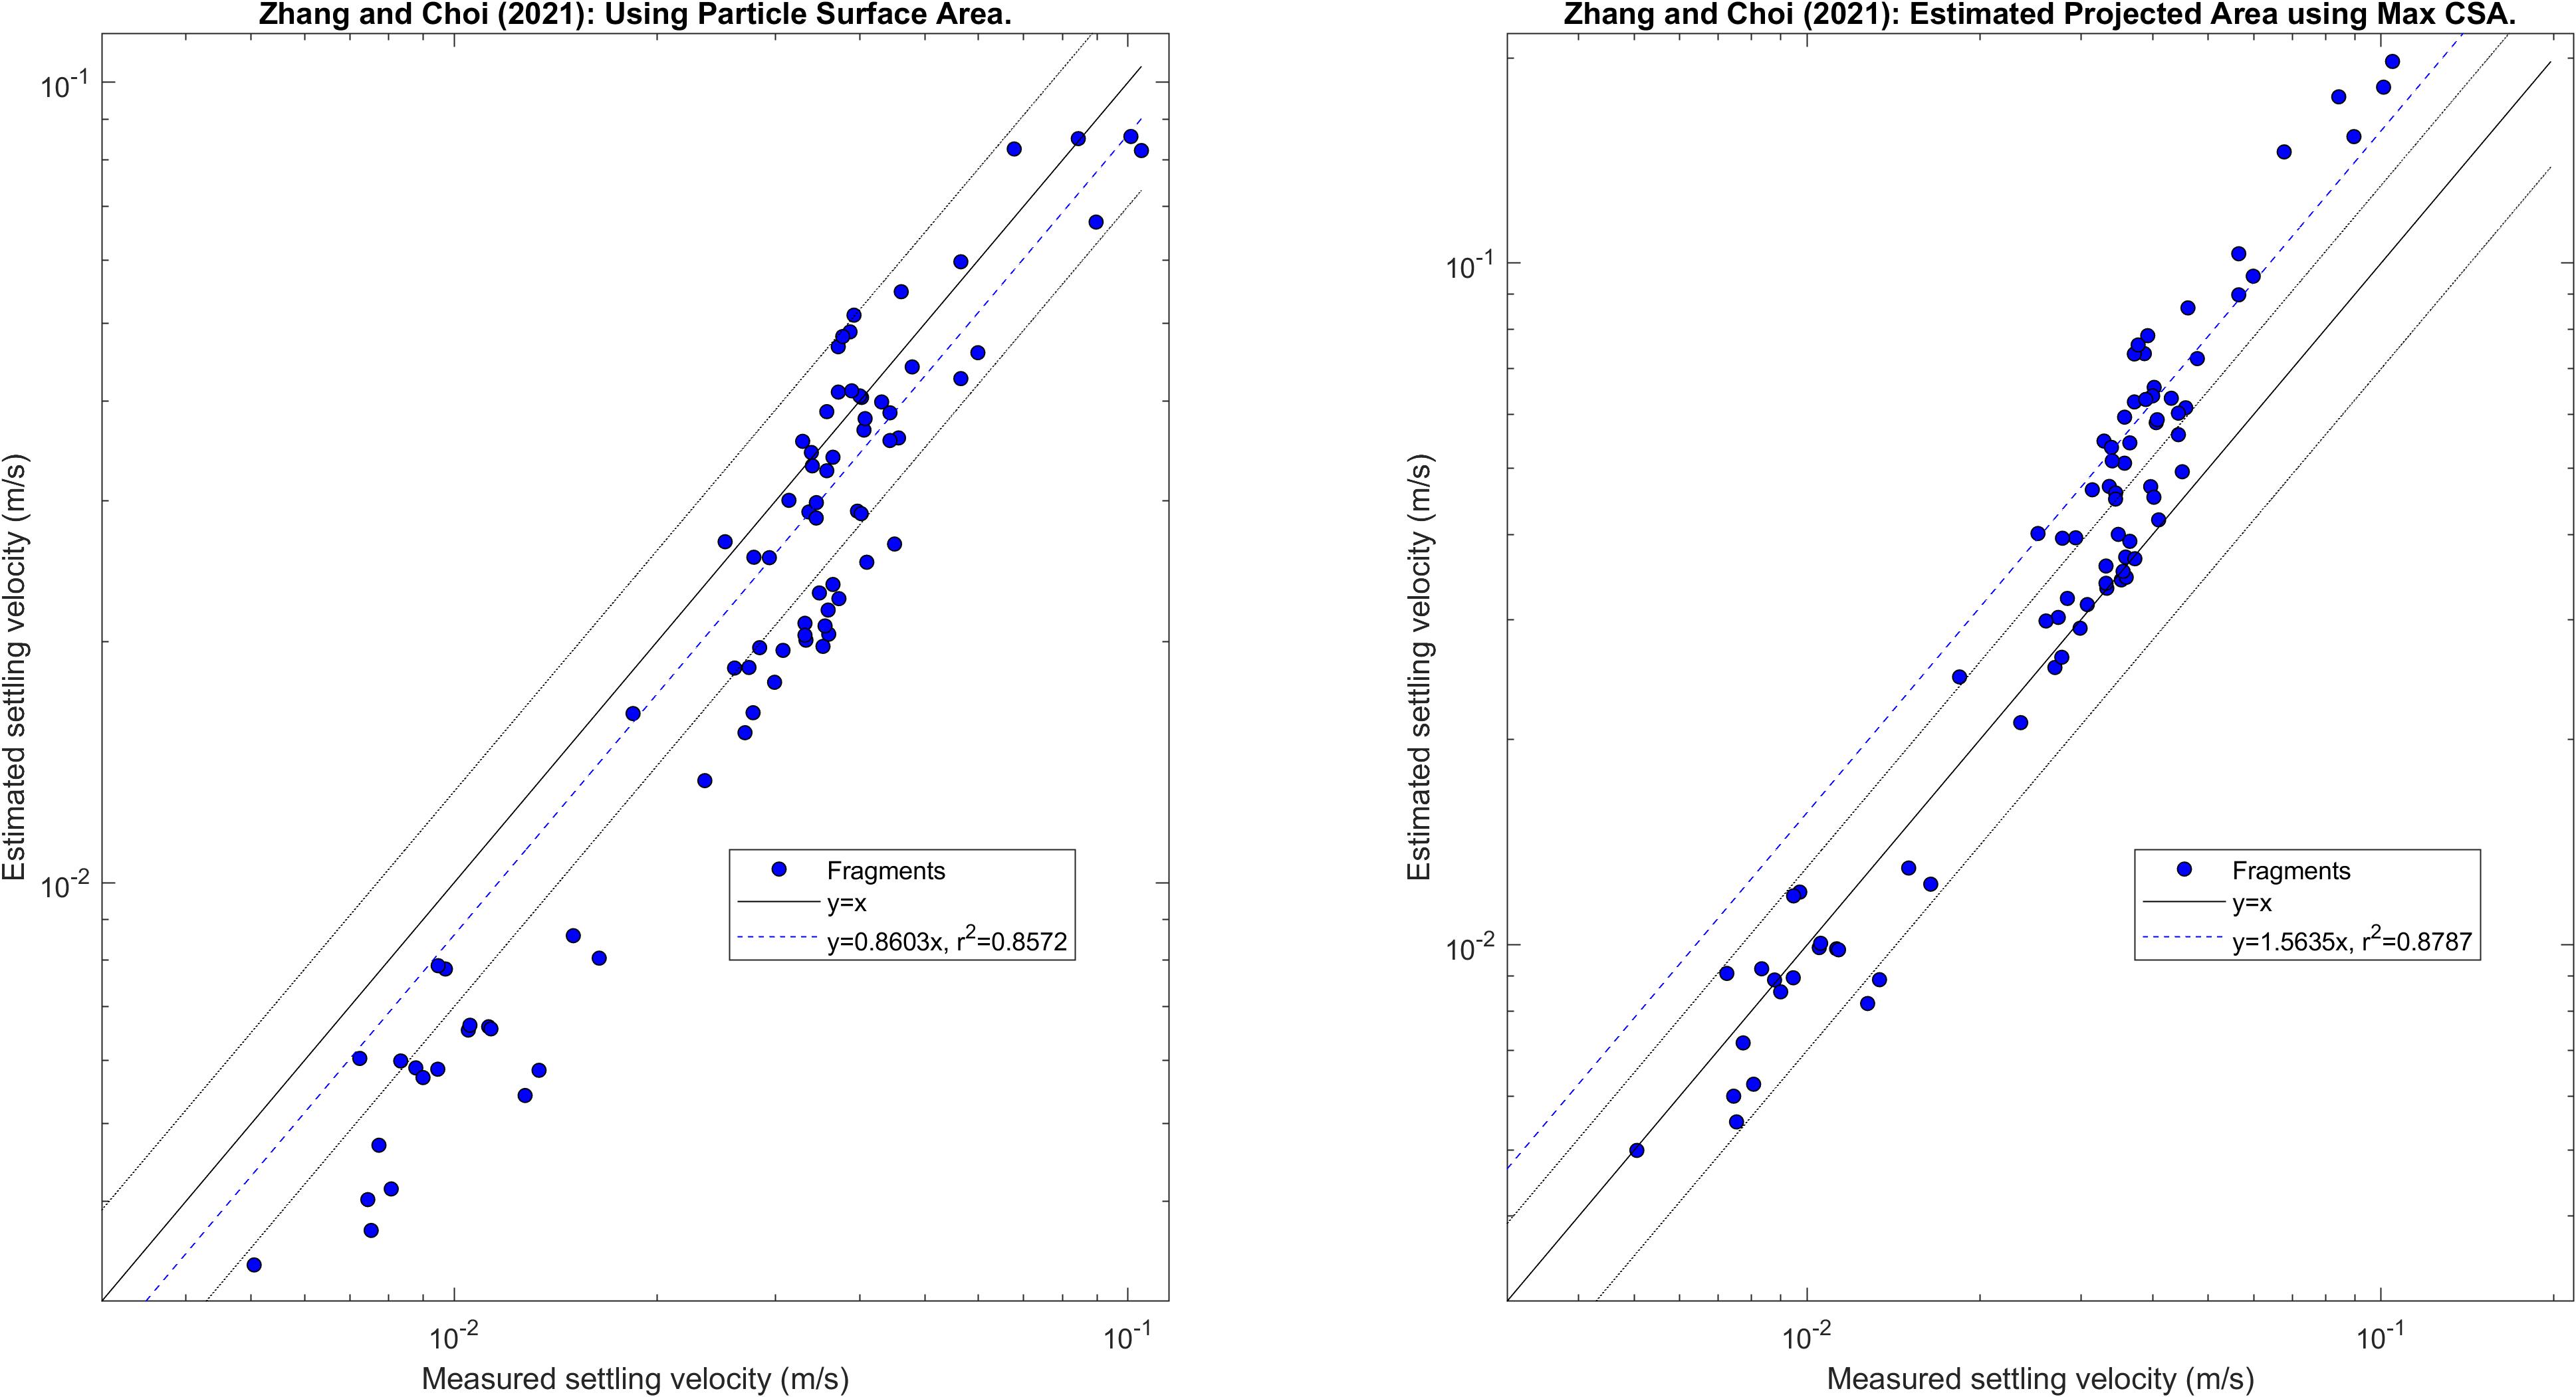 Zhang and Choi (2021): Using Particle Surface Area.
10-1
10-2
Estimated settling velocity (m/s)
Fragments
y=x
y=0.8603x, r2=0.8572
10-2
10-1
Measured settling velocity (m/s)
Zhang and Choi (2021): Estimated Projected Area using Max CSA.
10-1
10-2
Estimated settling velocity (m/s)
Fragments
y=x
y=1.5635x, r2=0.8787
10-2
10-1
Measured settling velocity (m/s)